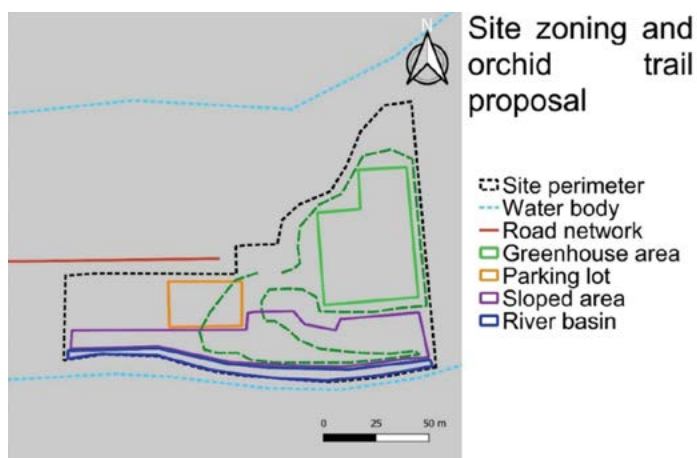 N
Site zoning and
orchid trail
proposal
Site perimeter
Water body
Road network
Greenhouse area
Parking lot
Sloped area
River basin
0 25 50 m